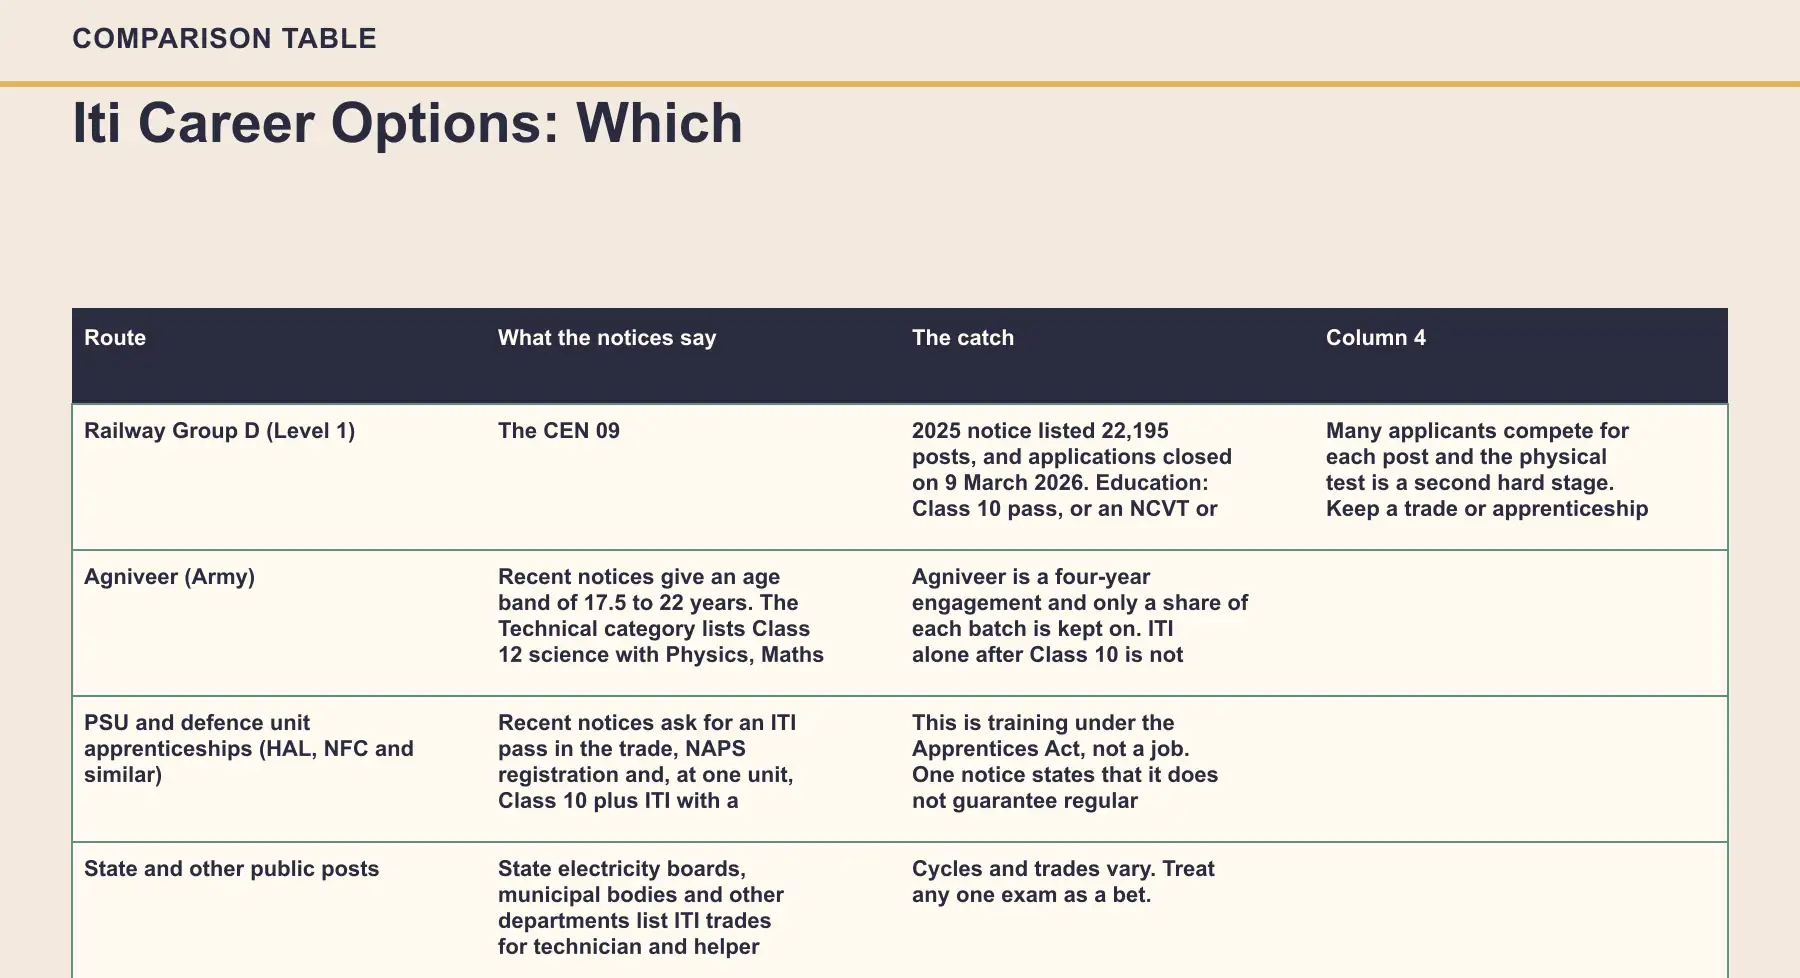 COMPARISON TABLE
Iti Career Options: Which
Route
What the notices say
The catch
Column 4
Railway Group D (Level 1)
The CEN 09
2025 notice listed 22,195
posts, and applications closed
on 9 March 2026. Education:
Class 10 pass, or an NCVT or
Many applicants compete for
each post and the physical
test is a second hard stage.
Keep a trade or apprenticeship
Agniveer (Army)
Recent notices give an age
band of 17.5 to 22 years. The
Technical category lists Class
12 science with Physics, Maths
Agniveer is a four-year
engagement and only a share of
each batch is kept on. ITI
alone after Class 10 is not
PSU and defence unit
apprenticeships (HAL, NFC and
similar)
Recent notices ask for an ITI
pass in the trade, NAPS
registration and, at one unit,
Class 10 plus ITI with a
This is training under the
Apprentices Act, not a job.
One notice states that it does
not guarantee regular
State and other public posts
State electricity boards,
municipal bodies and other
departments list ITI trades
for technician and helper
Cycles and trades vary. Treat
any one exam as a bet.